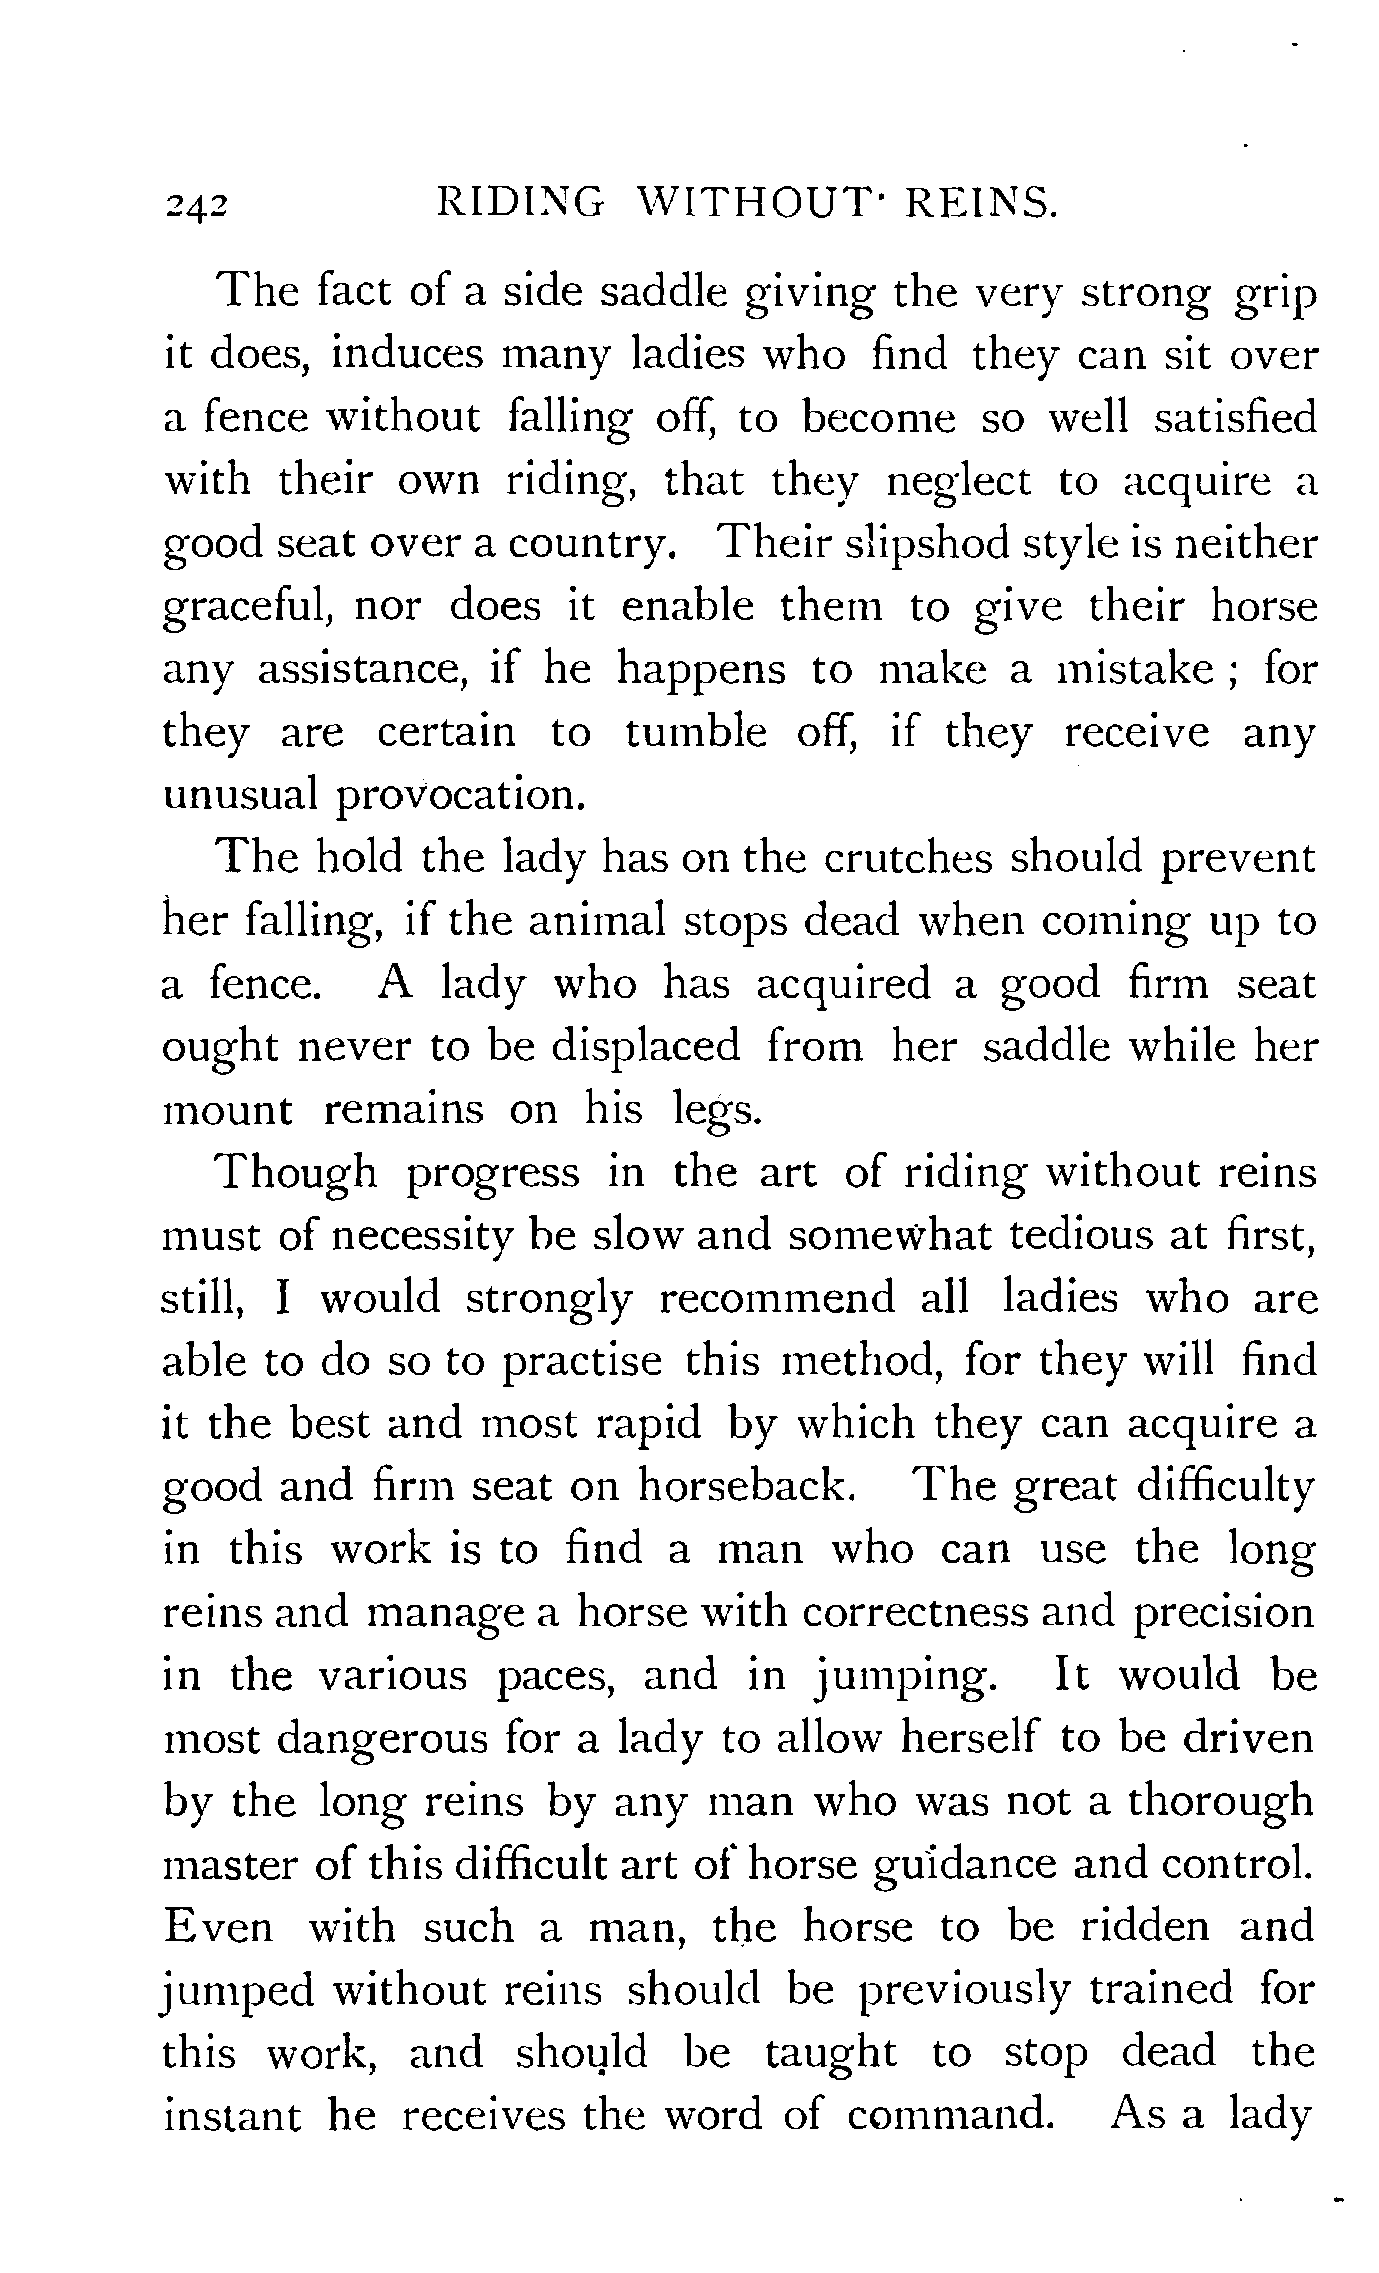 242 RIDING WITHOUT REINS.
The fact of a side saddle giving the very strong grip
it does, induces many ladies who find they can sit over
a fence without falling off, to become so well satisfied
with their own riding, that they neglect to acquire a
good seat over a country. Their slipshod style is neither
graceful, nor does it enable them to give their horse
any assistance, if he happens to make a mistake ; for
they are certain to tumble off, if they receive any
unusual provocation.
The hold the lady has on the crutches should prevent
her falling, if the animal stops dead when coming up to
a fence. A lady who has acquired a good firm seat
ought never to be displaced from her saddle while her
mount remains on his legs.
Though progress in the art of riding without reins
must of necessity be slow and somewhat tedious at first,
still, I would strongly recommend all ladies who are
able to do so to practise this method, for they will find
it the best and most rapid by which they can acquire a
good and firm seat on horseback. The great difficulty
in this work is to find a man who can use the long
reins and manage a horse with correctness and precision
in the various paces, and in jumping. It would be
most dangerous for a lady to allow herself to be driven
by the long reins by any man who was not a thorough
master of this difficult art of horse guidance and control.
Even with such a man, the horse to be ridden and
jumped without reins should be previously trained for
this work, and should be taught to stop dead the
instant he receives the word of command. As a lady